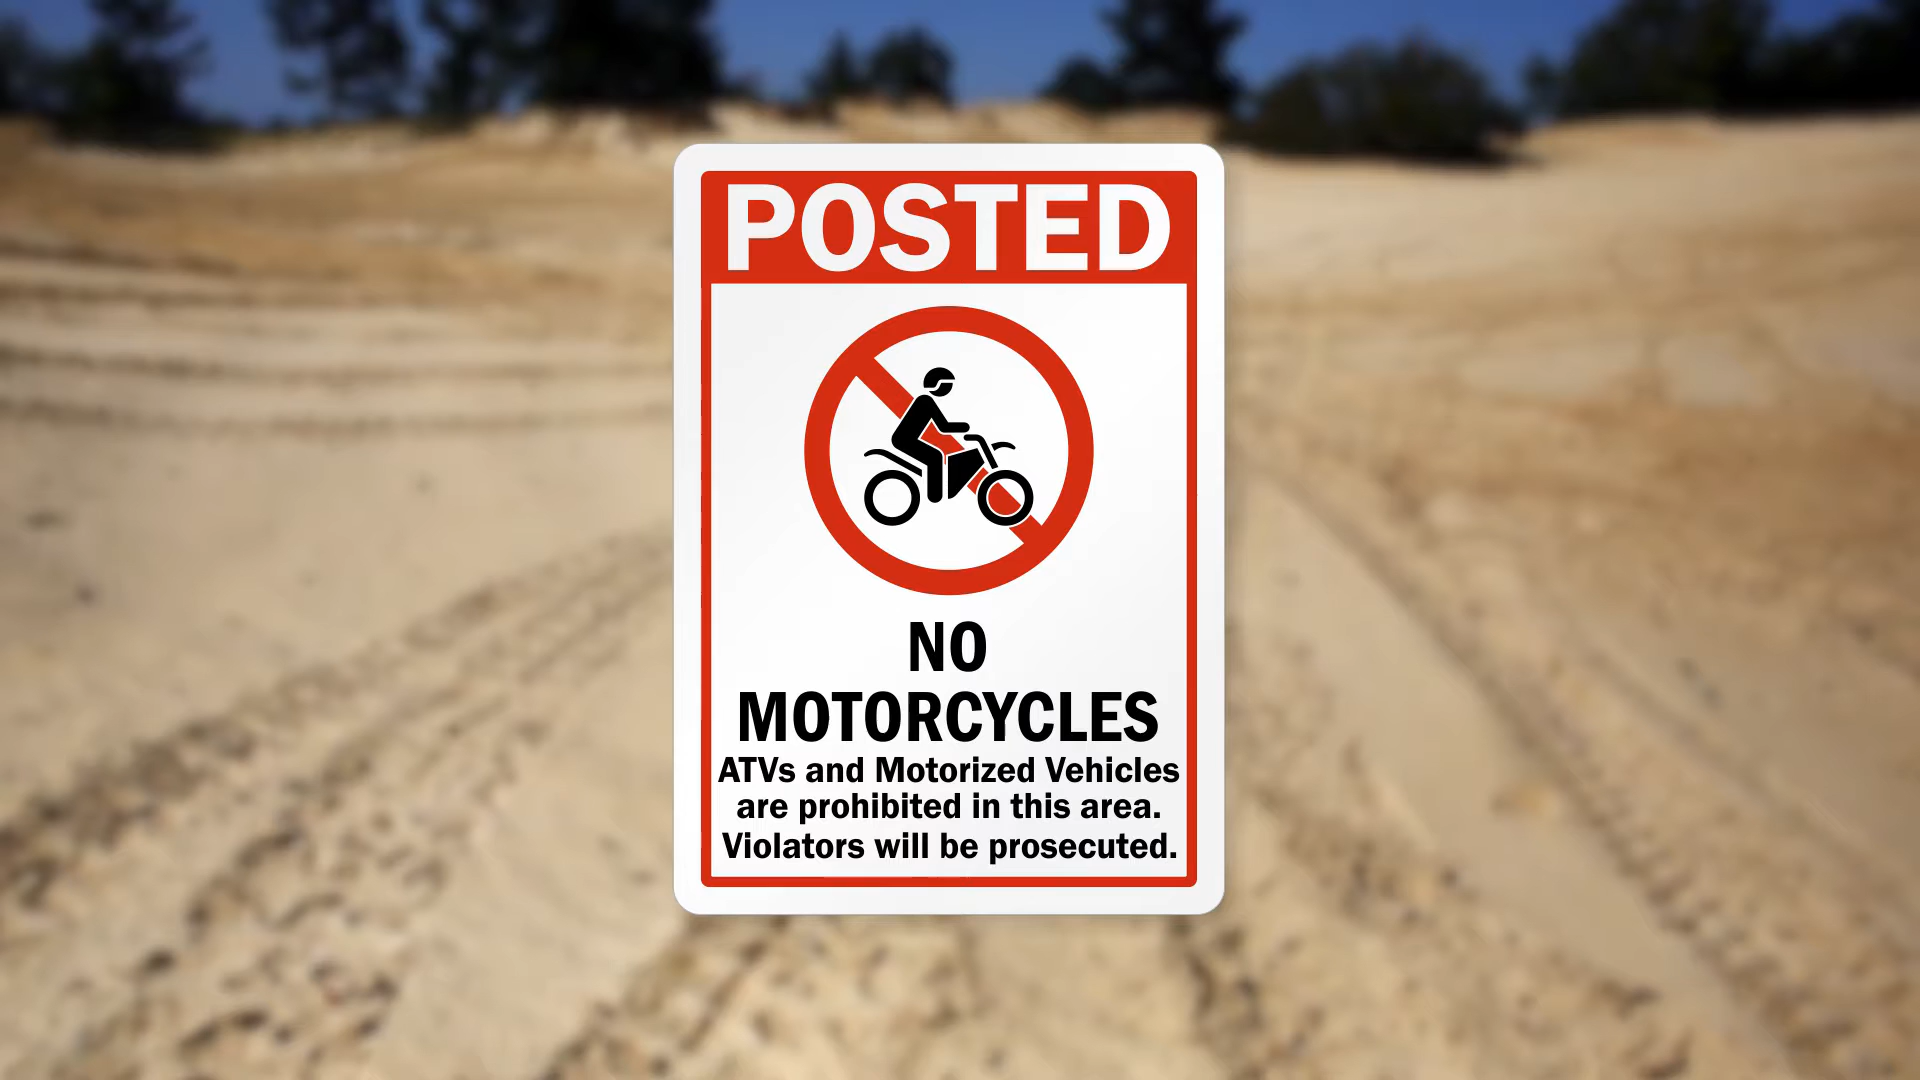 POSTED
NO
MOTORCYCLES
ATVs and Motorized Vehicles
are prohibited in this area.
Violators will be prosecuted.